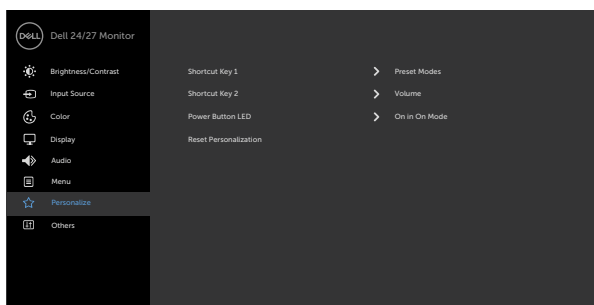 DELL Dell 24/27 Monitor
Brightness/Contrast Shortcut Key 1 Preset Modes
Input Source Shortcut Key 2 Volume
Color Power Button LED On in On Mode
Display Reset Personalization
Audio
Menu
Personalize
Others